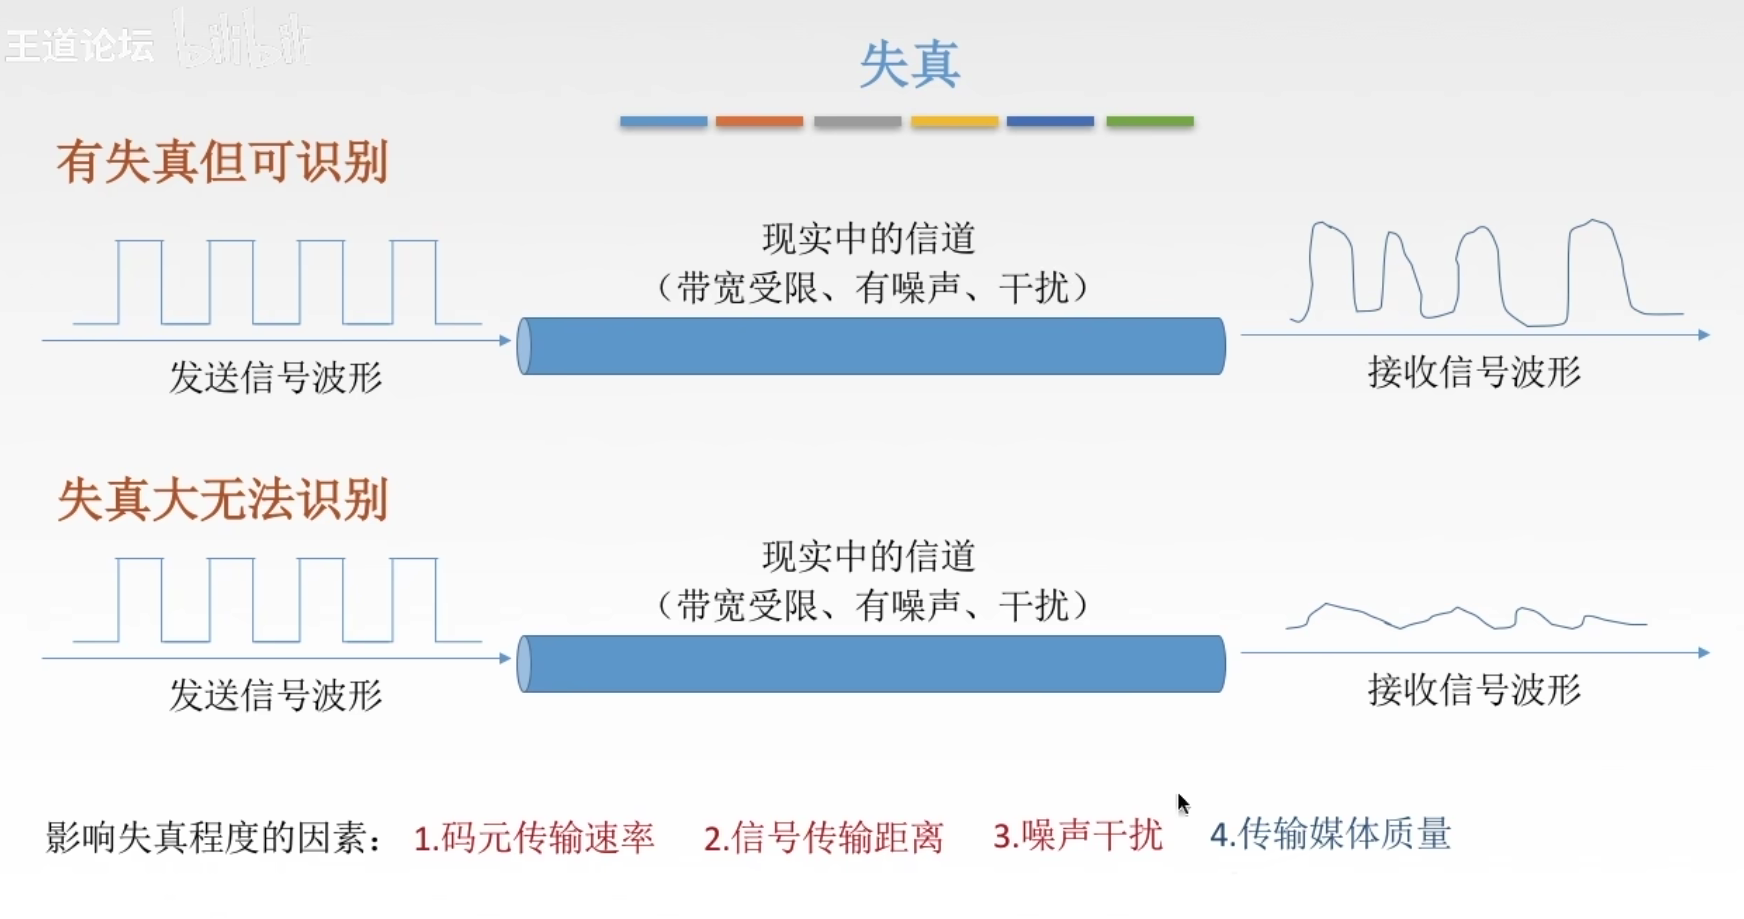 王道论坛 bilibili
失真
有失真但可识别
现实中的信道
（带宽受限、有噪声、干扰）
发送信号波形
接收信号波形
失真大无法识别
现实中的信道
（带宽受限、有噪声、干扰）
发送信号波形
接收信号波形
影响失真程度的因素： 1.码元传输速率 2.信号传输距离 3.噪声干扰 4.传输媒体质量